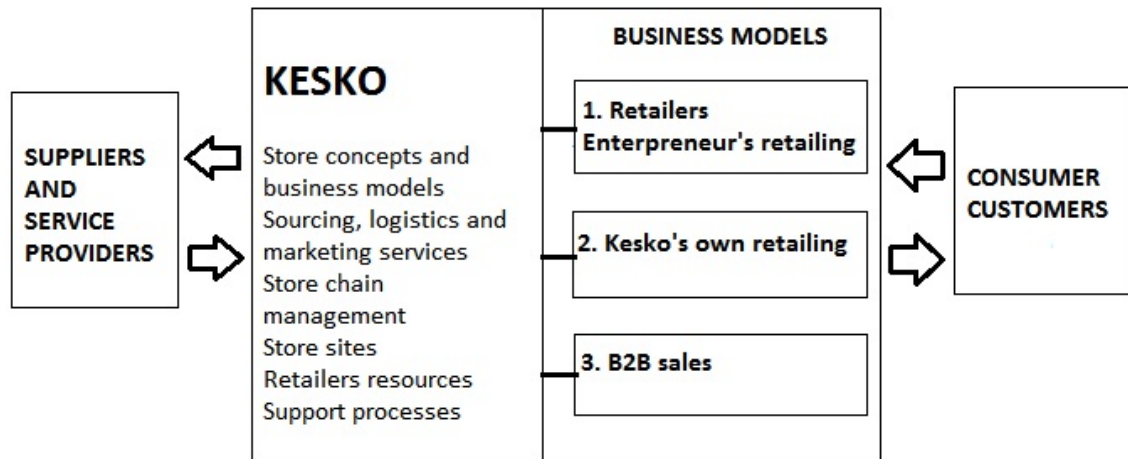 SUPPLIERS
AND
SERVICE
PROVIDERS
KESKO
Store concepts and
business models
Sourcing, logistics and
marketing services
Store chain
management
Store sites
Retailers resources
Support processes
BUSINESS MODELS
1. Retailers
Enterpreneur's retailing
2. Kesko's own retailing
3. B2B sales
CONSUMER
CUSTOMERS